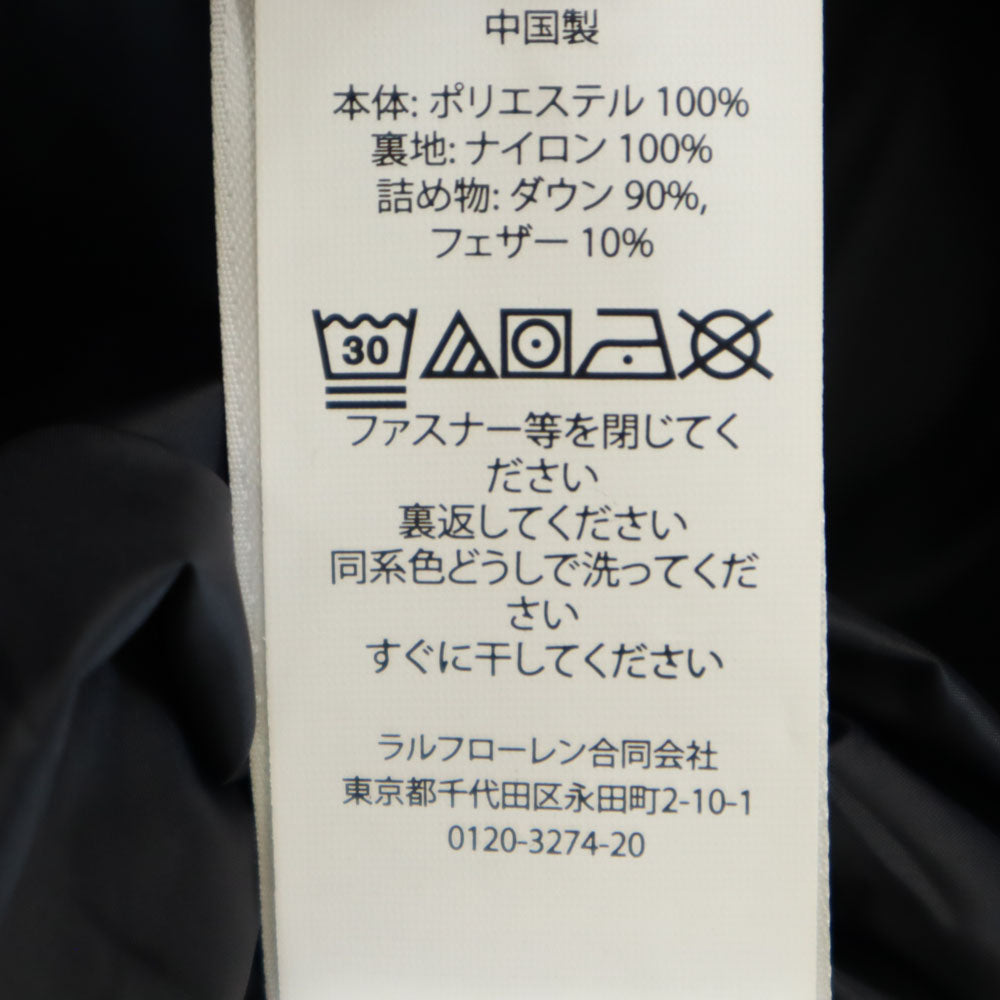 中国製
本体: ポリエステル 100%
裏地: ナイロン 100%
詰め物: ダウン 90%,
フェザー 10%
30
ファスナー等を閉じてく
ださい
裏返してください
同系色どうしで洗ってくだ
さい
すぐに干してください
ラルフローレン合同会社
東京都千代田区永田町2-10-1
0120-3274-20